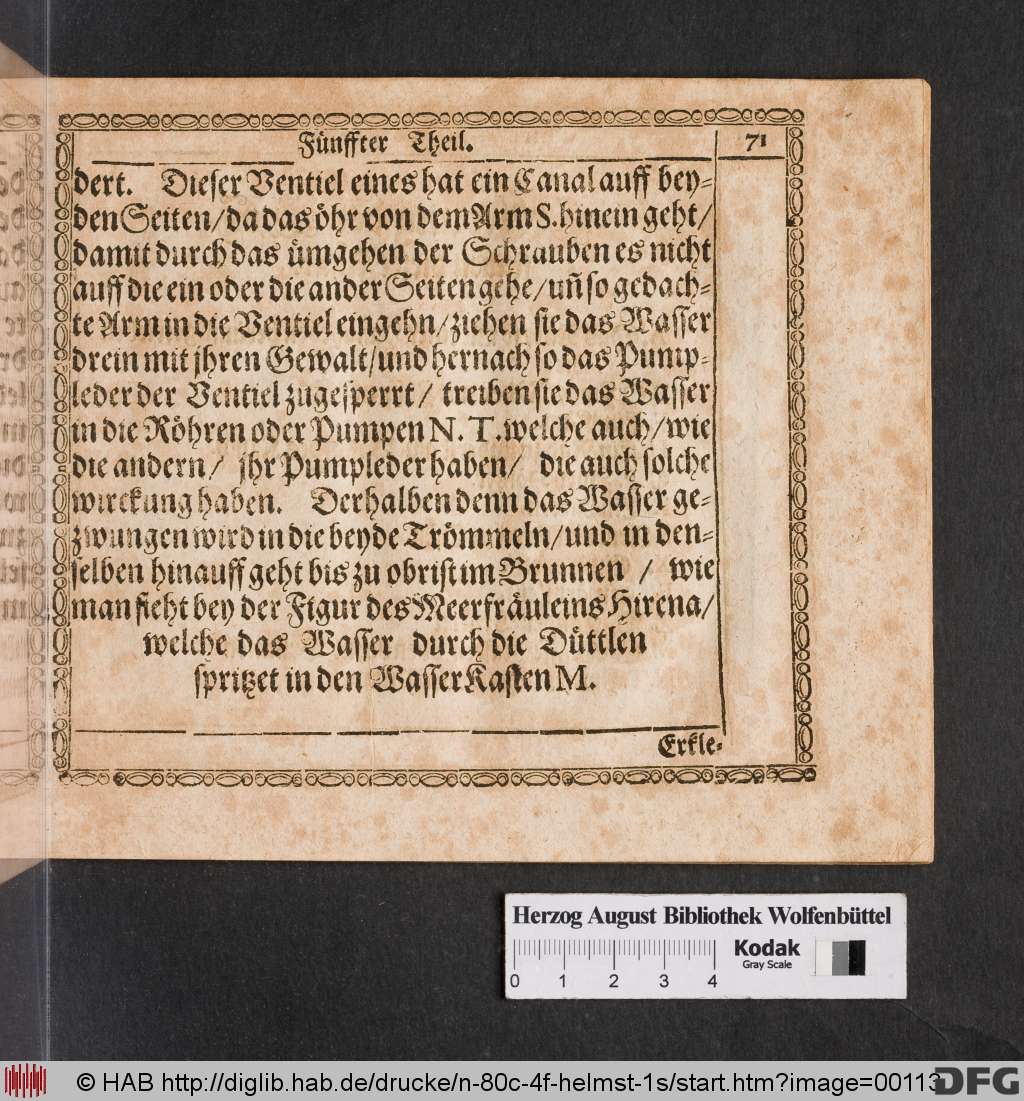 Fünffter Theil.
71
dert. Dieser Ventiel eines hat ein Canal auff bey-
den Seiten/da das öhr von dem Arm S. hinein geht/
damit durch das ümgehen der Schrauben es nicht
auff die ein oder die ander Seiten gehe/uñ so gedach-
te Arm in die Ventiel eingehn/ziehen sie das Wasser
drein mit jhren Gewalt/und hernach so das Pump-
leder der Ventiel zugesperrt/ treiben sie das Wasser
in die Röhren oder Pumpen N. T. welche auch/wie
die andern/ jhr Pumpleder haben/ die auch solche
wirckung haben. Derhalben denn das Wasser ge-
zwungen wird in die beyde Trömmeln/und in den-
selben hinauff geht bis zu obrist im Brunnen / wie
man sieht bey der Figur des Meerfräuleins Hirena/
welche das Wasser durch die Düttlen
spritzet in den WasserKasten M.
Erkle-
Herzog August Bibliothek Wolfenbüttel
Kodak
Gray Scale
0 1 2 3 4
© HAB http://diglib.hab.de/drucke/n-80c-4f-helmst-1s/start.htm?image=00113
DFG